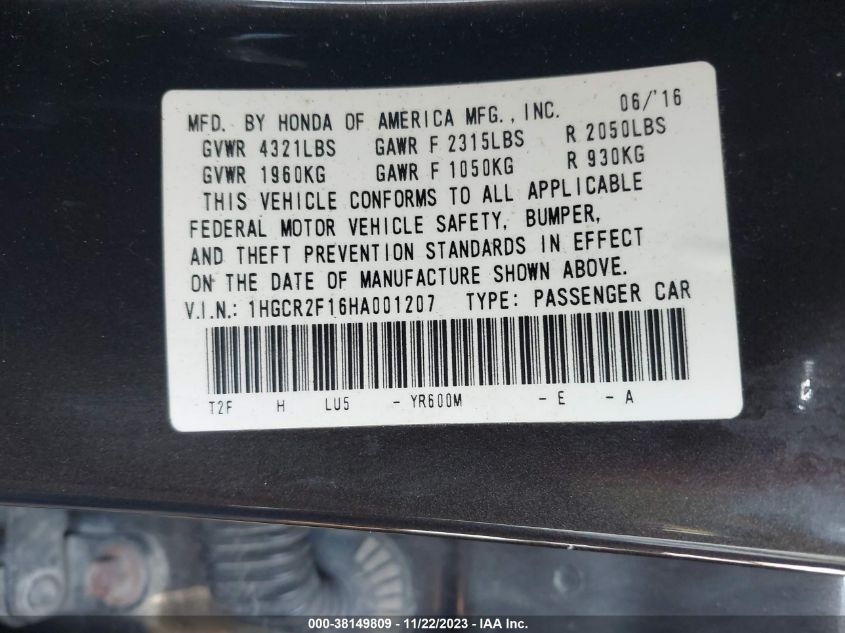 MFD. BY HONDA OF AMERICA MFG., INC. 06/'16
GVWR 4321LBS GAWR F 2315LBS R 2050LBS
GVWR 1960KG GAWR F 1050KG R 930KG
THIS VEHICLE CONFORMS TO ALL APPLICABLE
FEDERAL MOTOR VEHICLE SAFETY, BUMPER,
AND THEFT PREVENTION STANDARDS IN EFFECT
ON THE DATE OF MANUFACTURE SHOWN ABOVE.
V.I.N.: 1HGCR2F16HA001207 TYPE: PASSENGER CAR
T2F H LU5 - YR600M - E - A
000-38149809 - 11/22/2023 - IAA Inc.